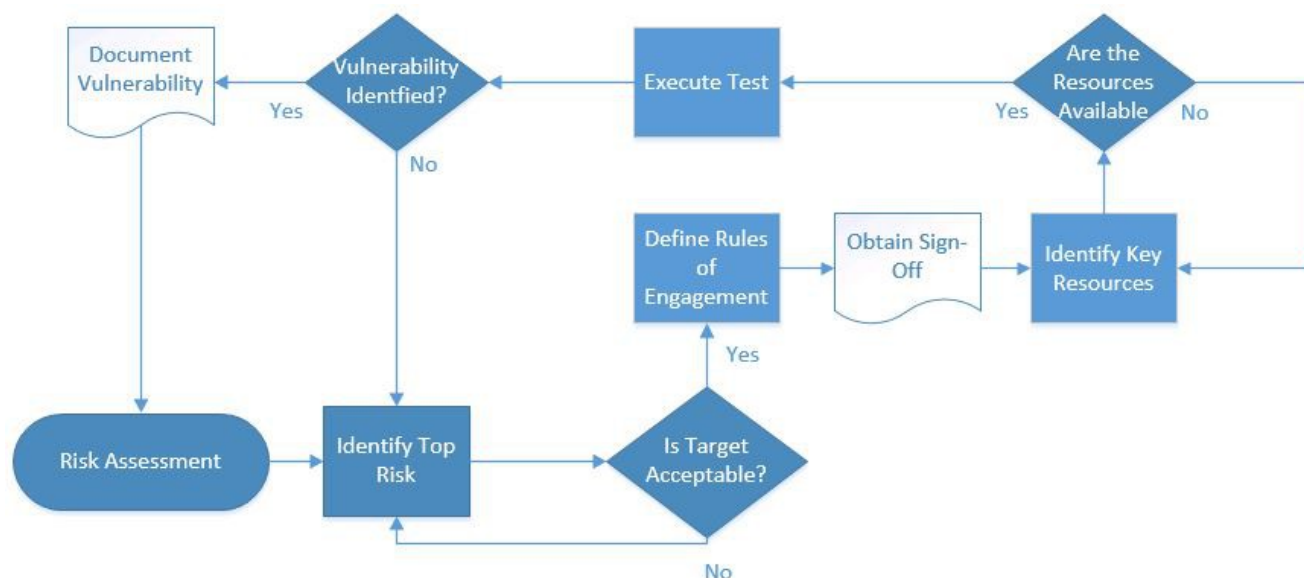 Document
Vulnerability
Vulnerability
Identfied?
Execute Test
Are the
Resources
Available
Yes
Yes
No
No
Define Rules
of
Engagement
Obtain Sign-
Off
Identify Key
Resources
Yes
Risk Assessment
Identify Top
Risk
Is Target
Acceptable?
No